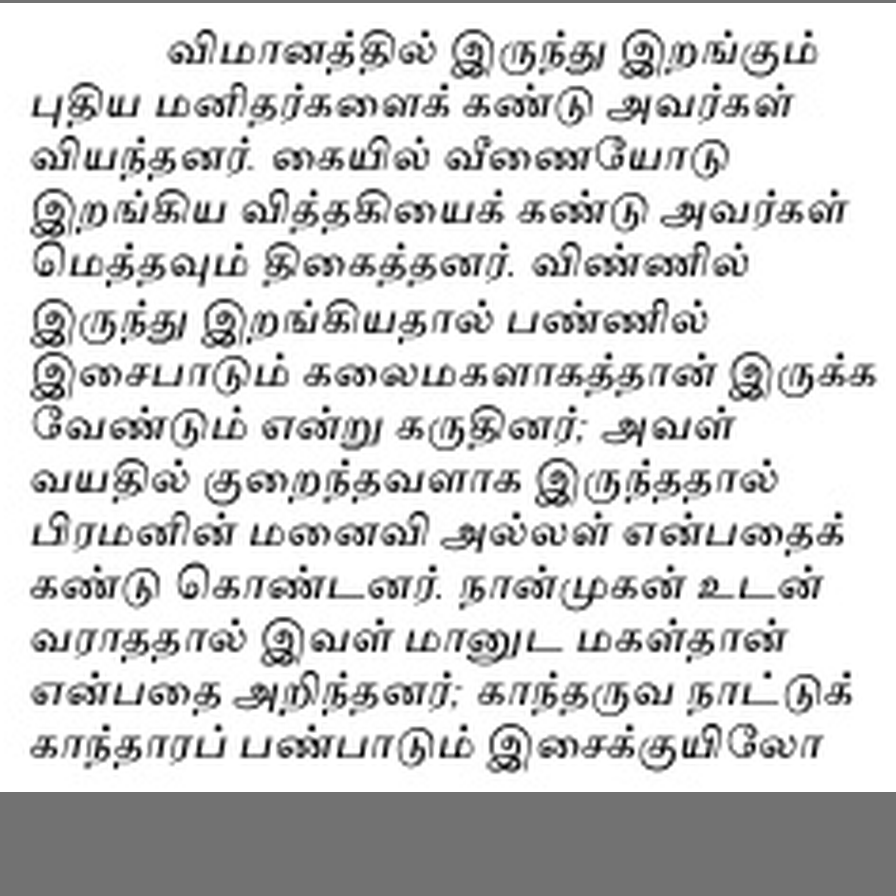 விமானத்தில் இருந்து இறங்கும்
புதிய மனிதர்களைக் கண்டு அவர்கள்
வியந்தனர். கையில் வீணையோடு
இறங்கிய வித்தகியைக் கண்டு அவர்கள்
மெத்தவும் திகைத்தனர். விண்ணில்
இருந்து இறங்கியதால் பண்ணில்
இசைபாடும் கலைமகளாகத்தான் இருக்க
வேண்டும் என்று கருதினர்; அவள்
வயதில் குறைந்தவளாக இருந்ததால்
பிரமனின் மனைவி அல்லள் என்பதைக்
கண்டு கொண்டனர். நான்முகன் உடன்
வராததால் இவள் மானுட மகள்தான்
என்பதை அறிந்தனர்; காந்தருவ நாட்டுக்
காந்தாரப் பண்பாடும் இசைக்குயிலோ